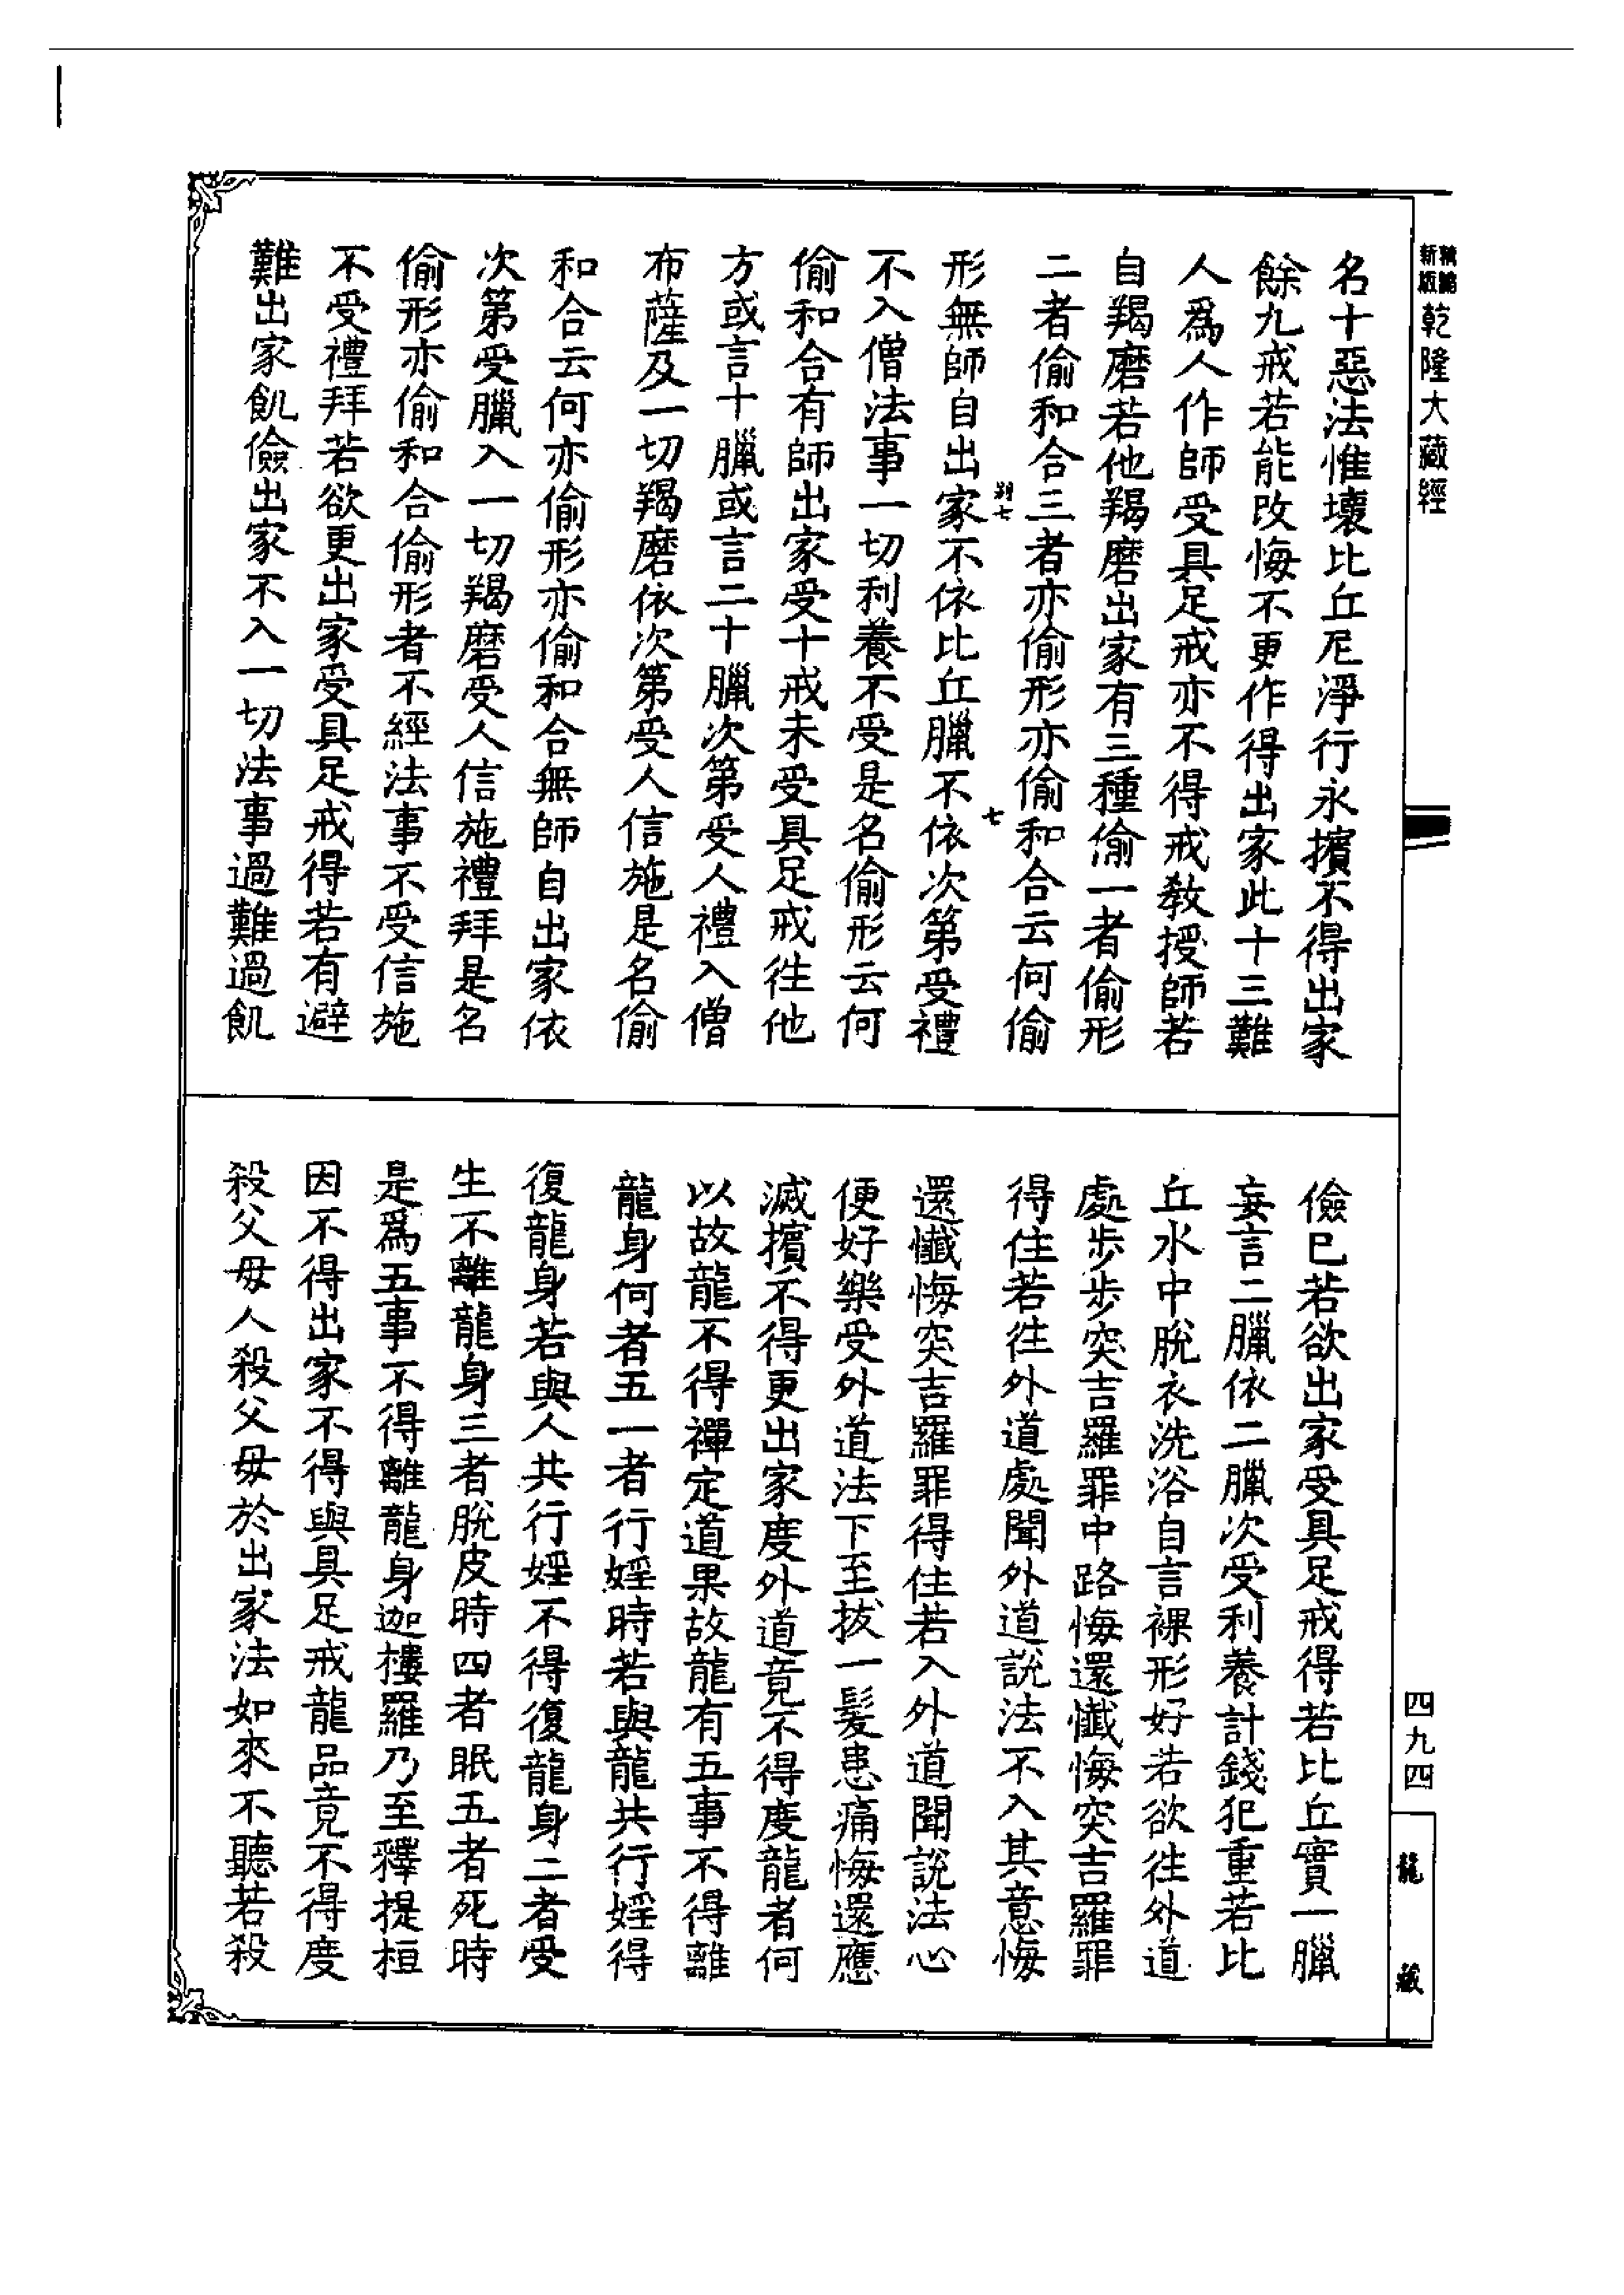 新版
精縮
乾隆大藏經
名十惡法惟壞比丘尼淨行永擯不得出家
餘九戒若能改悔不更作得出家此十三難
人爲人作師受具足戒亦不得戒教授師若
自羯磨若他羯磨出家有三種偷一者偷形
二者偷和合三者亦偷形亦偷和合云何偷
七
七
形無師自出家不依比丘臘不依次第受禮
不入僧法事一切利養不受是名偷形云何
偷和合有師出家受十戒未受具足戒往他
方或言十臘或言二十臘次第受人禮入僧
布薩及一切羯磨依次第受人信施是名偷
和合云何亦偷形亦偷和合無師自出家依
次第受臘入一切羯磨受人信施禮拜是名
偷形亦偷和合偷形者不經法事不受信施
不受禮拜若欲更出家受具足戒得若有避
難出家飢儉出家不入一切法事過難過飢
儉已若欲出家受具足戒得若比丘實一臘
妄言二臘依二臘次受利養計錢犯重若比
丘水中脫衣洗浴自言裸形好若欲往外道
處步步突吉羅罪中路悔還懺悔突吉羅罪
得住若往外道處聞外道說法不入其意悔
還懺悔突吉羅罪得住若入外道聞說法心
便好樂受外道法下至拔一髮患痛悔還應
滅擯不得更出家度外道竟不得度龍者何
以故龍不得禪定道果故龍有五事不得離
龍身何者五一者行婬時若與龍共行婬得
復龍身若與人共行婬不得復龍身二者受
生不離龍身三者脫皮時四者眠五者死時
是爲五事不得離龍身迦樓羅乃至釋提桓
因不得出家不得與具足戒龍品竟不得度
殺父母人殺父母於出家法如來不聽若殺
四九四
龍藏